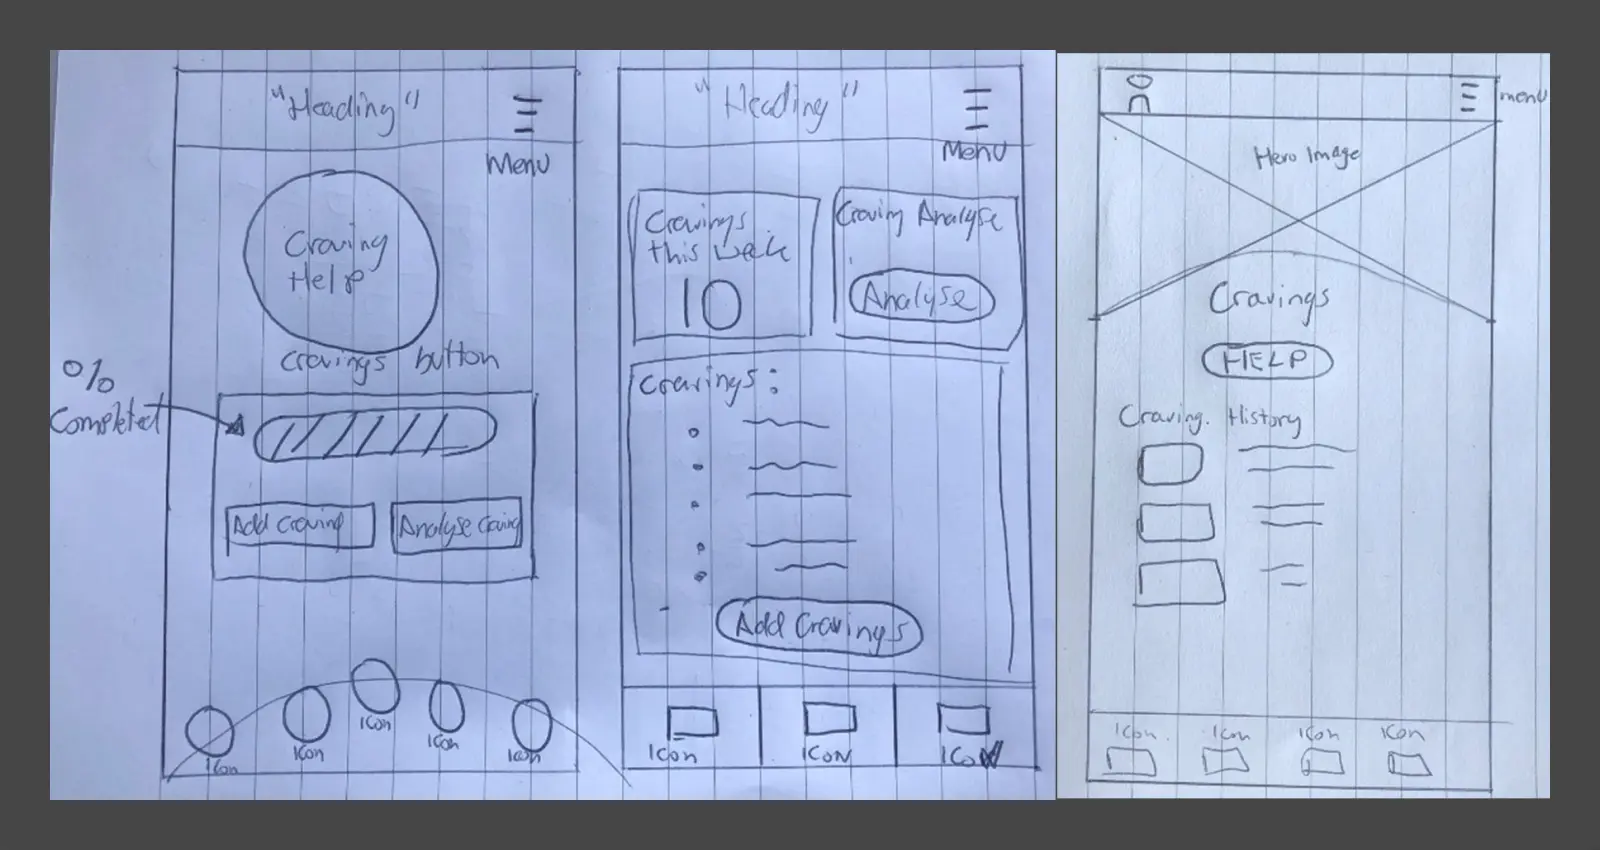 "Heading"
Menu
Craving
Help
Cravings button
%
Completed
Add Craving
Analyse Craving
Icon
Icon
Icon
Icon
Icon
"Heading"
Menu
Cravings
this week
10
Craving Analyse
Analyse
Cravings:
Add Cravings
Icon
ICON
ICON
menu
Hero Image
Cravings
HELP
Craving. History
Icon
Icon
Icon
Icon